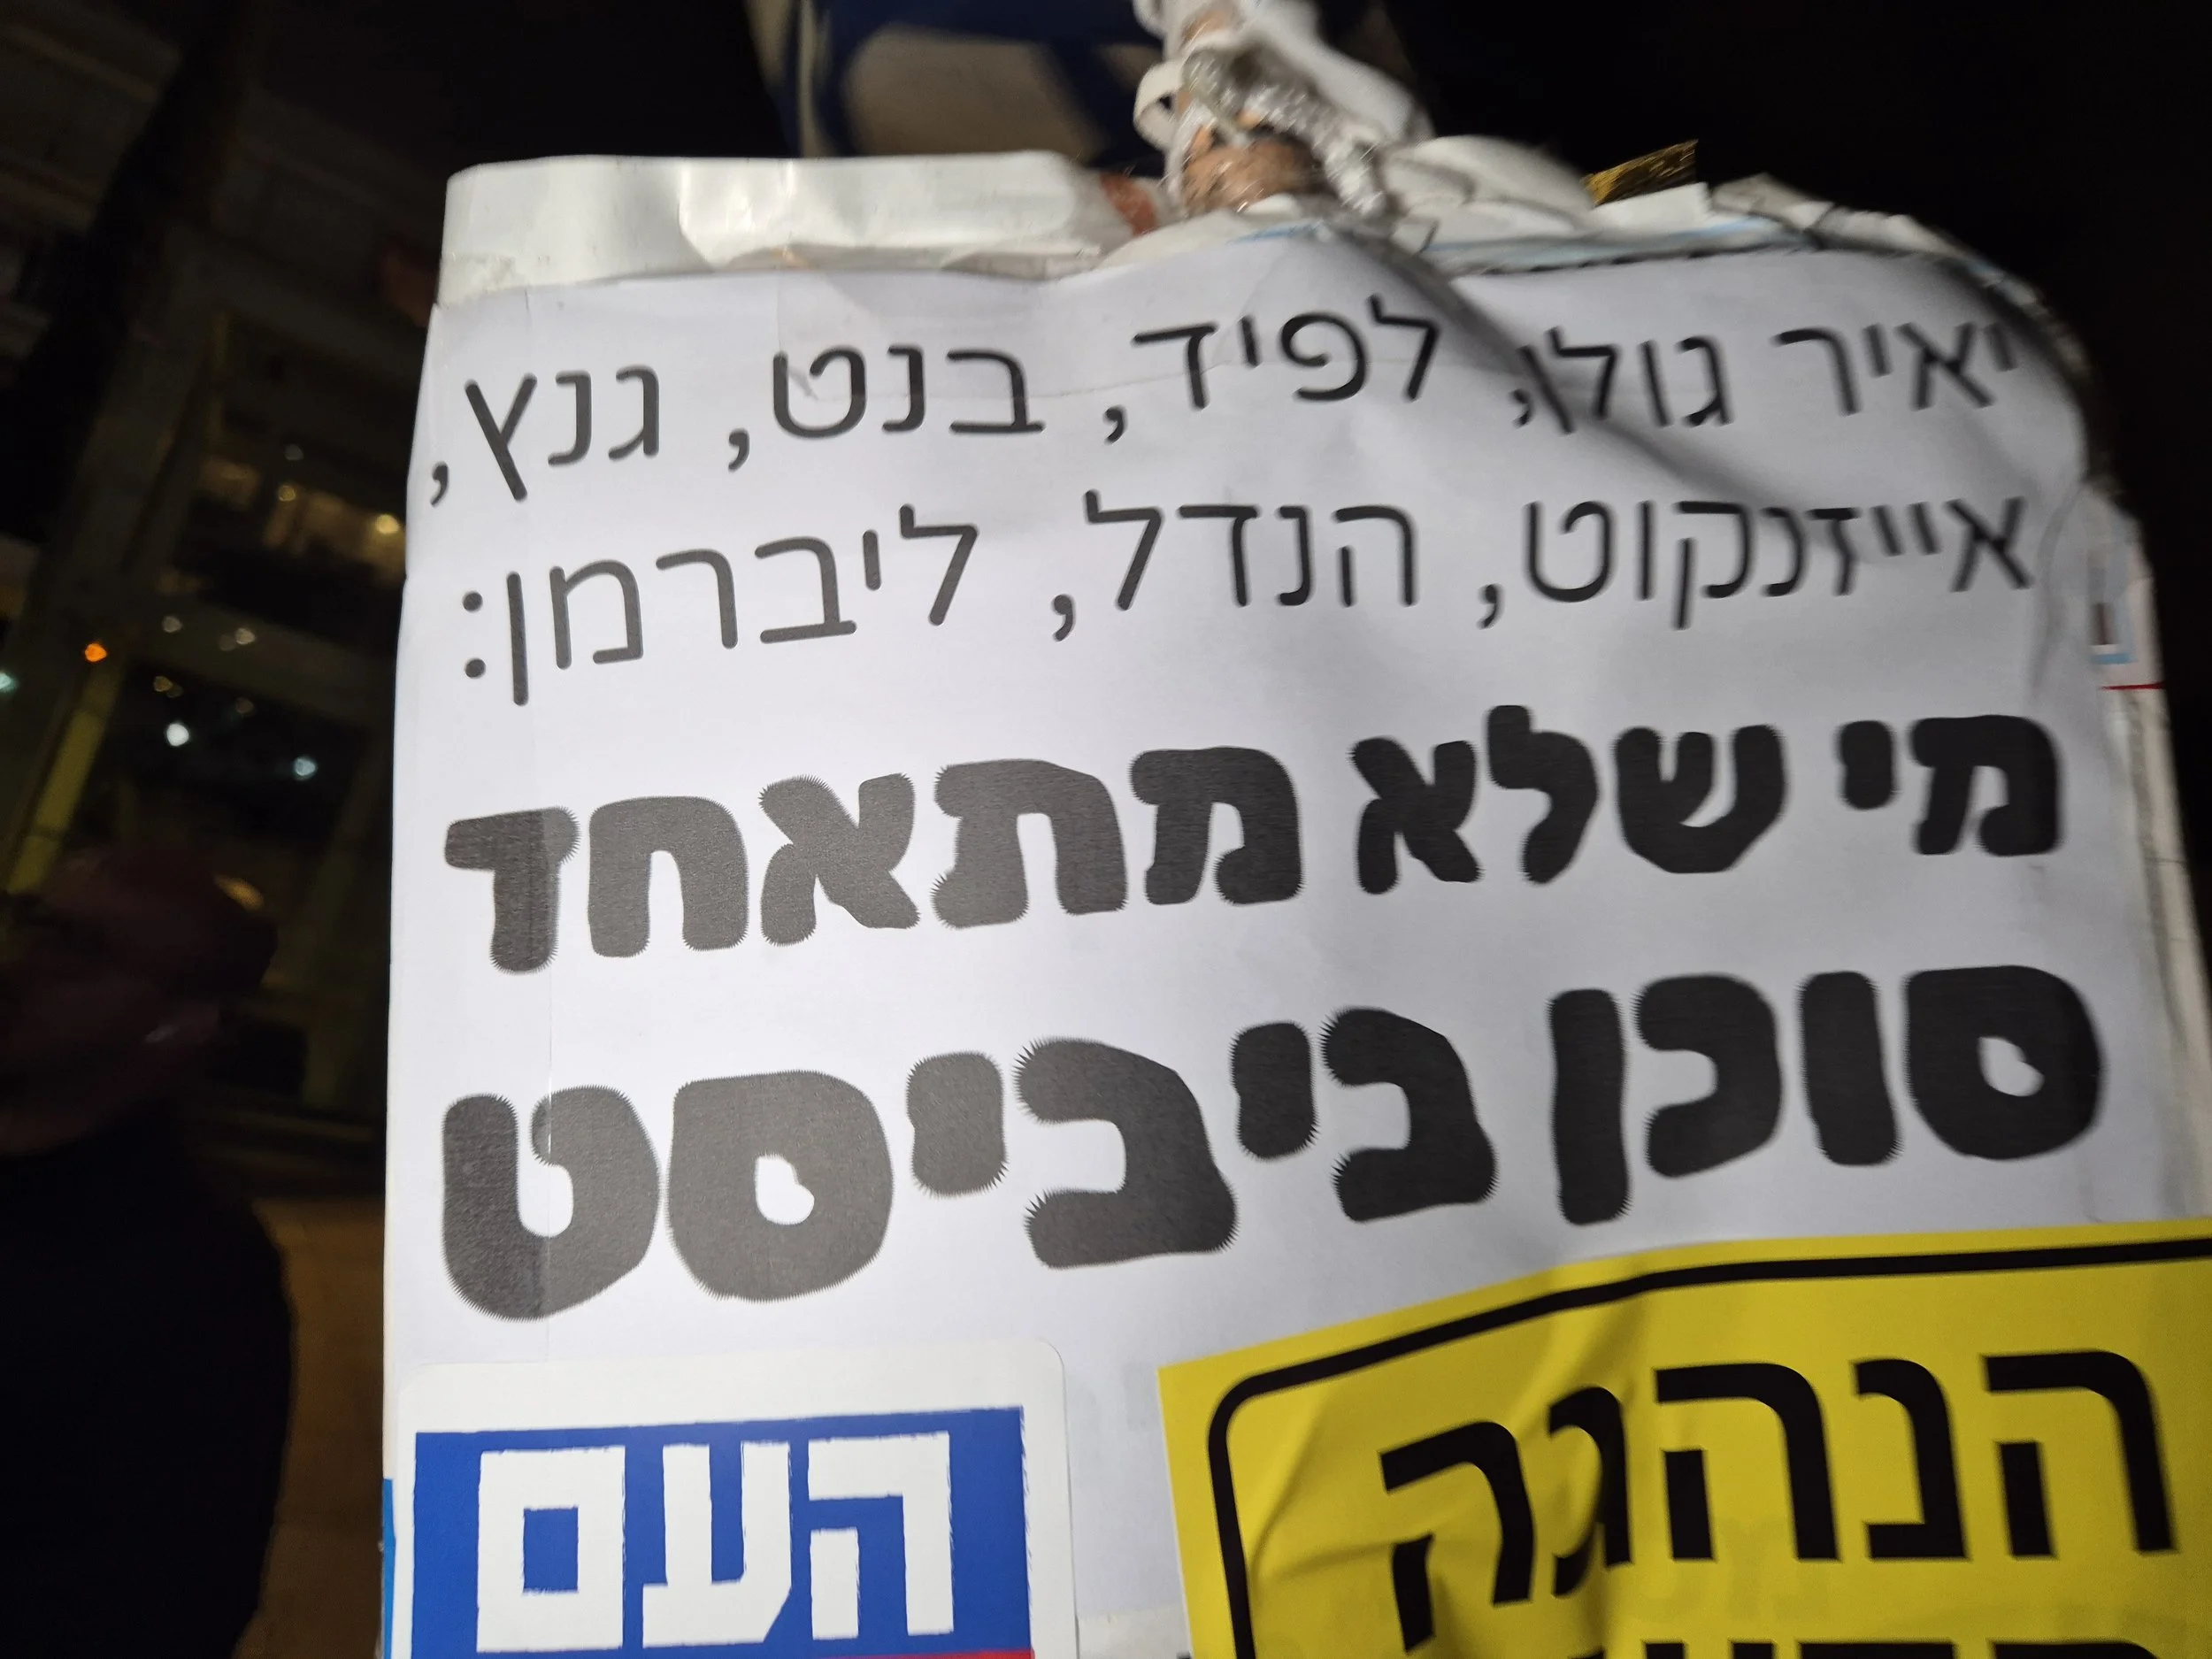 יאיר גולן, לפיד, בנט, גנץ,
אייזנקוט, הנדל, ליברמן:
מי שלא מתאחד
סוכן ביביסט
העם
הנהגה